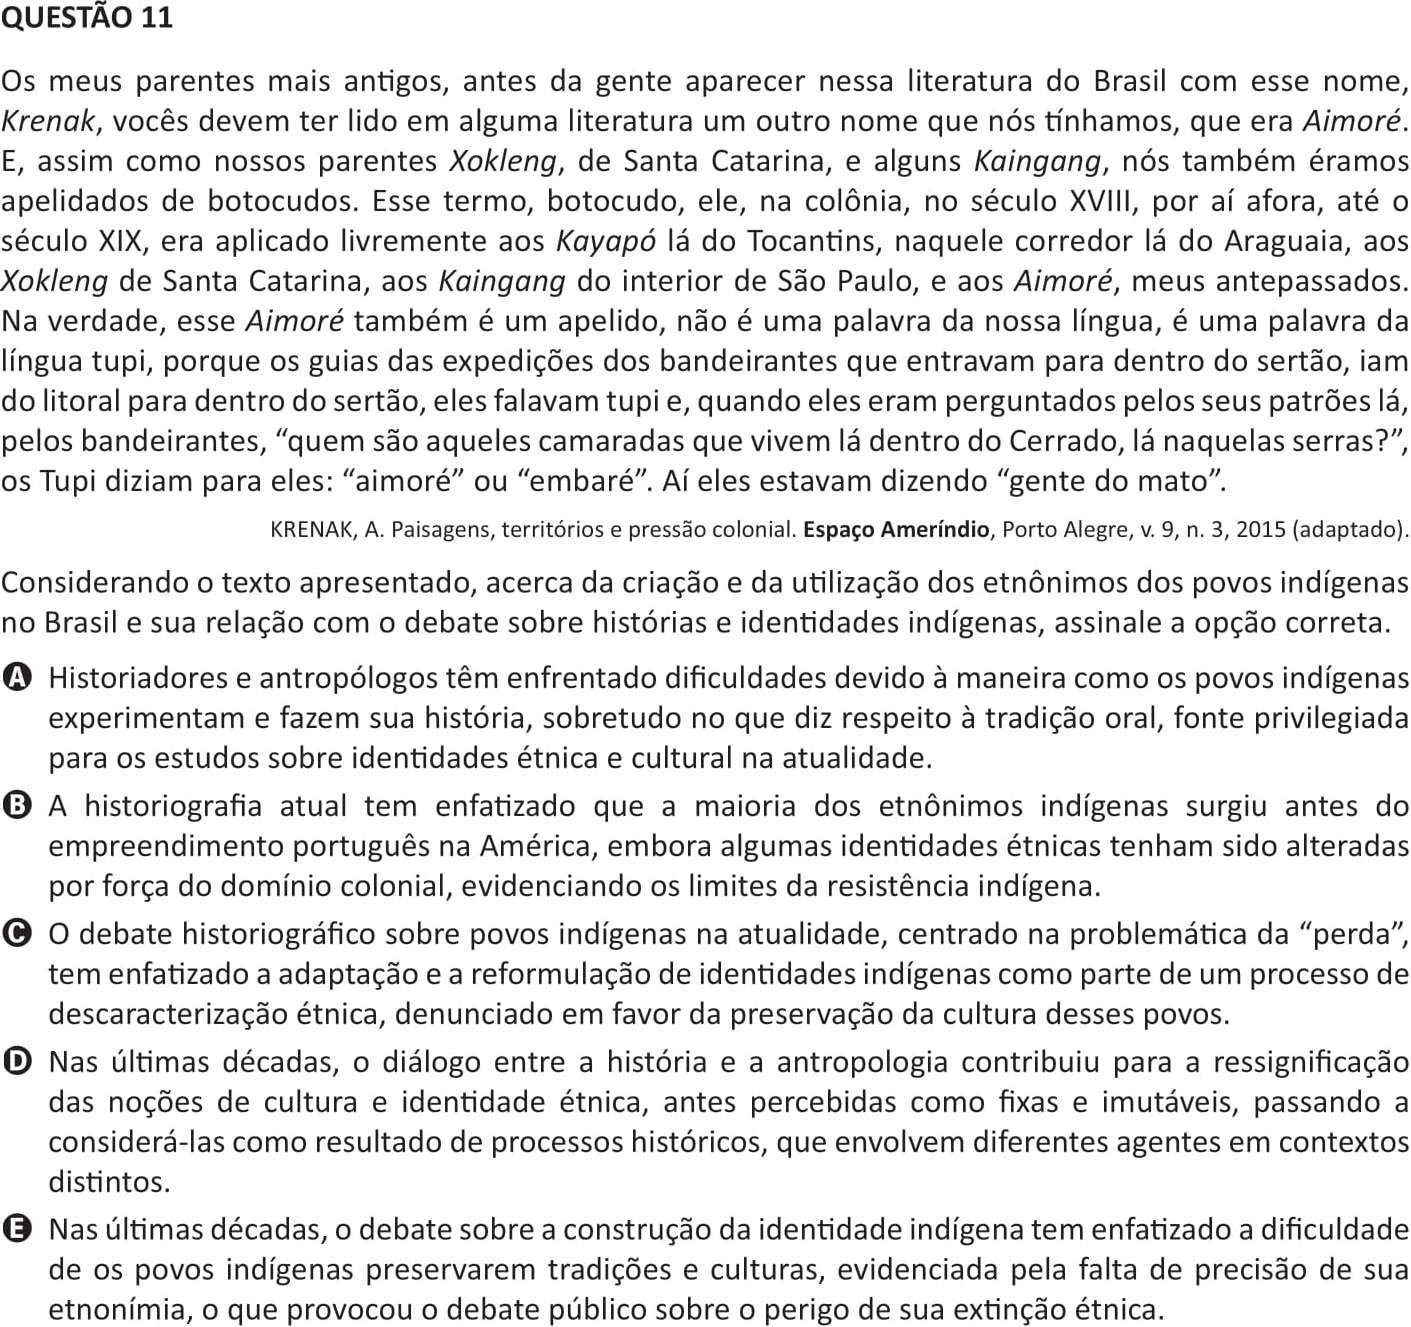 QUESTÃO 11
Os meus parentes mais antigos, antes da gente aparecer nessa literatura do Brasil com esse nome,
Krenak, vocês devem ter lido em alguma literatura um outro nome que nós tínhamos, que era Aimoré.
E, assim como nossos parentes Xokleng, de Santa Catarina, e alguns Kaingang, nós também éramos
apelidados de botocudos. Esse termo, botocudo, ele, na colônia, no século XVIII, por aí afora, até o
século XIX, era aplicado livremente aos Kayapó lá do Tocantins, naquele corredor lá do Araguaia, aos
Xokleng de Santa Catarina, aos Kaingang do interior de São Paulo, e aos Aimoré, meus antepassados.
Na verdade, esse Aimoré também é um apelido, não é uma palavra da nossa língua, é uma palavra da
língua tupi, porque os guias das expedições dos bandeirantes que entravam para dentro do sertão, iam
do litoral para dentro do sertão, eles falavam tupi e, quando eles eram perguntados pelos seus patrões lá,
pelos bandeirantes, “quem são aqueles camaradas que vivem lá dentro do Cerrado, lá naquelas serras?”,
os Tupi diziam para eles: “aimoré” ou “embaré”. Aí eles estavam dizendo “gente do mato”.
KRENAK, A. Paisagens, territórios e pressão colonial. Espaço Ameríndio, Porto Alegre, v. 9, n. 3, 2015 (adaptado).
Considerando o texto apresentado, acerca da criação e da utilização dos etnônimos dos povos indígenas
no Brasil e sua relação com o debate sobre histórias e identidades indígenas, assinale a opção correta.
A Historiadores e antropólogos têm enfrentado dificuldades devido à maneira como os povos indígenas
experimentam e fazem sua história, sobretudo no que diz respeito à tradição oral, fonte privilegiada
para os estudos sobre identidades étnica e cultural na atualidade.
B A historiografia atual tem enfatizado que a maioria dos etnônimos indígenas surgiu antes do
empreendimento português na América, embora algumas identidades étnicas tenham sido alteradas
por força do domínio colonial, evidenciando os limites da resistência indígena.
C O debate historiográfico sobre povos indígenas na atualidade, centrado na problemática da “perda”,
tem enfatizado a adaptação e a reformulação de identidades indígenas como parte de um processo de
descaracterização étnica, denunciado em favor da preservação da cultura desses povos.
D Nas últimas décadas, o diálogo entre a história e a antropologia contribuiu para a ressignificação
das noções de cultura e identidade étnica, antes percebidas como fixas e imutáveis, passando a
considerá-las como resultado de processos históricos, que envolvem diferentes agentes em contextos
distintos.
E Nas últimas décadas, o debate sobre a construção da identidade indígena tem enfatizado a dificuldade
de os povos indígenas preservarem tradições e culturas, evidenciada pela falta de precisão de sua
etnonímia, o que provocou o debate público sobre o perigo de sua extinção étnica.